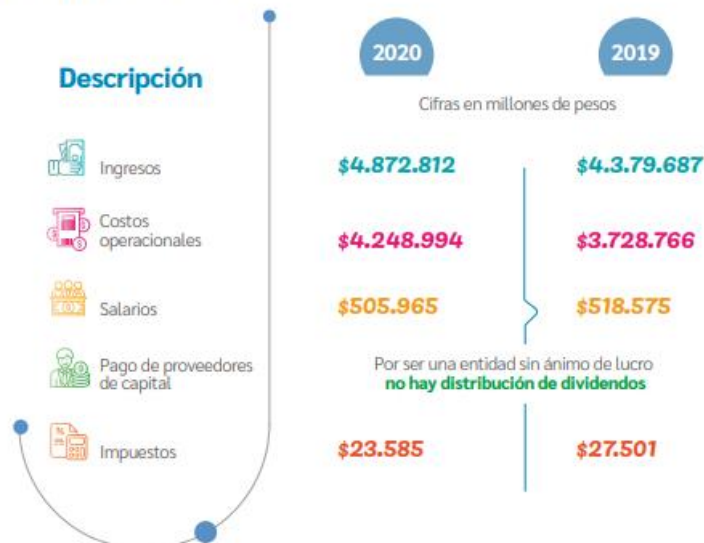 2020 2019
Descripción
Cifras en millones de pesos
Ingresos $4.872.812 $4.3.79.687
Costos
operacionales $4.248.994 $3.728.766
Salarios $505.965 $518.575
Pago de proveedores
de capital
Por ser una entidad sin ánimo de lucro
no hay distribución de dividendos
Impuestos $23.585 $27.501